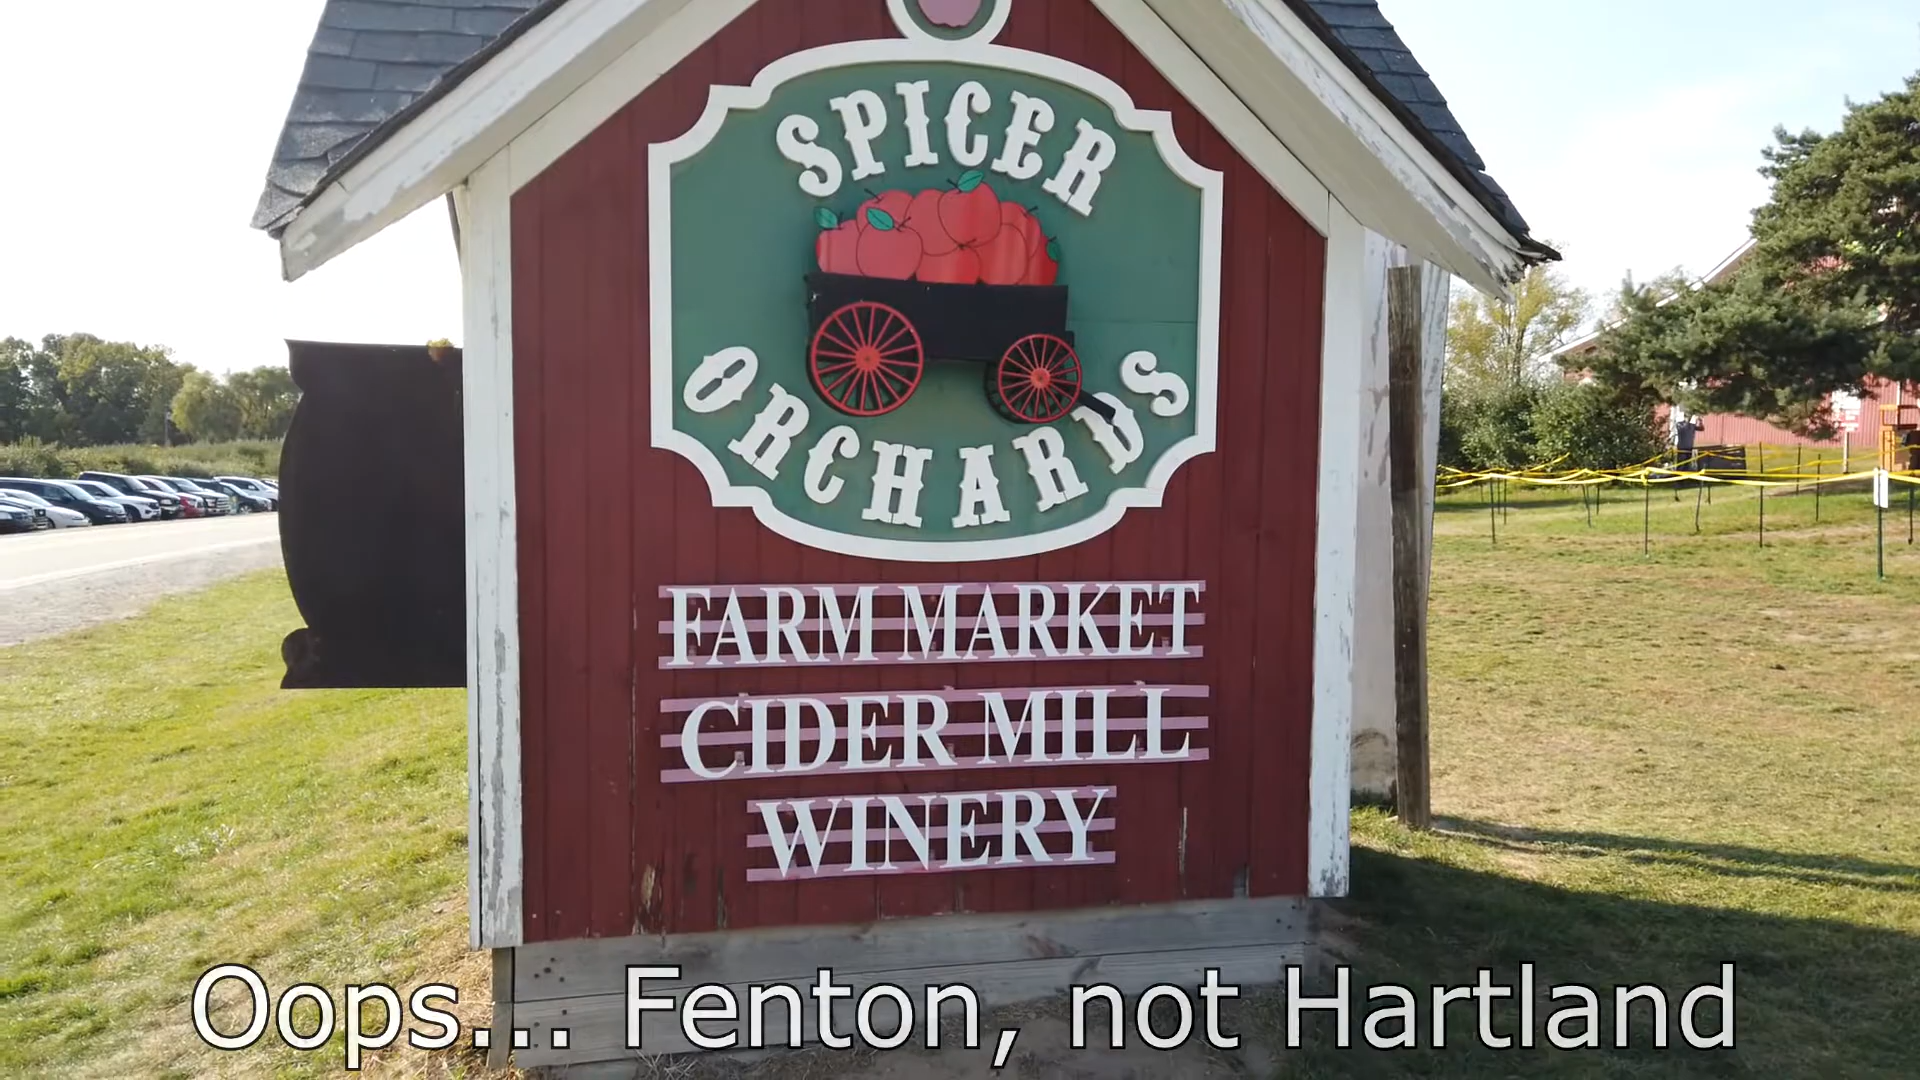 SPICER
ORCHARDS
FARM MARKET
CIDER MILL
WINERY
Oops... Fenton, not Hartland